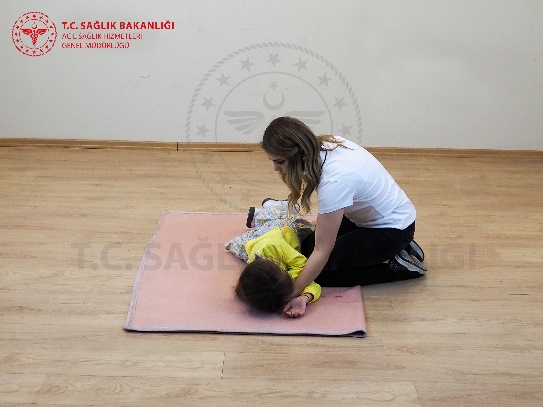 T.C. SAĞLIK BAKANLIĞI
ACİL SAĞLIK HİZMETLERİ
GENEL MÜDÜRLÜĞÜ
T.C. SAĞLIK BAKANLIĞI